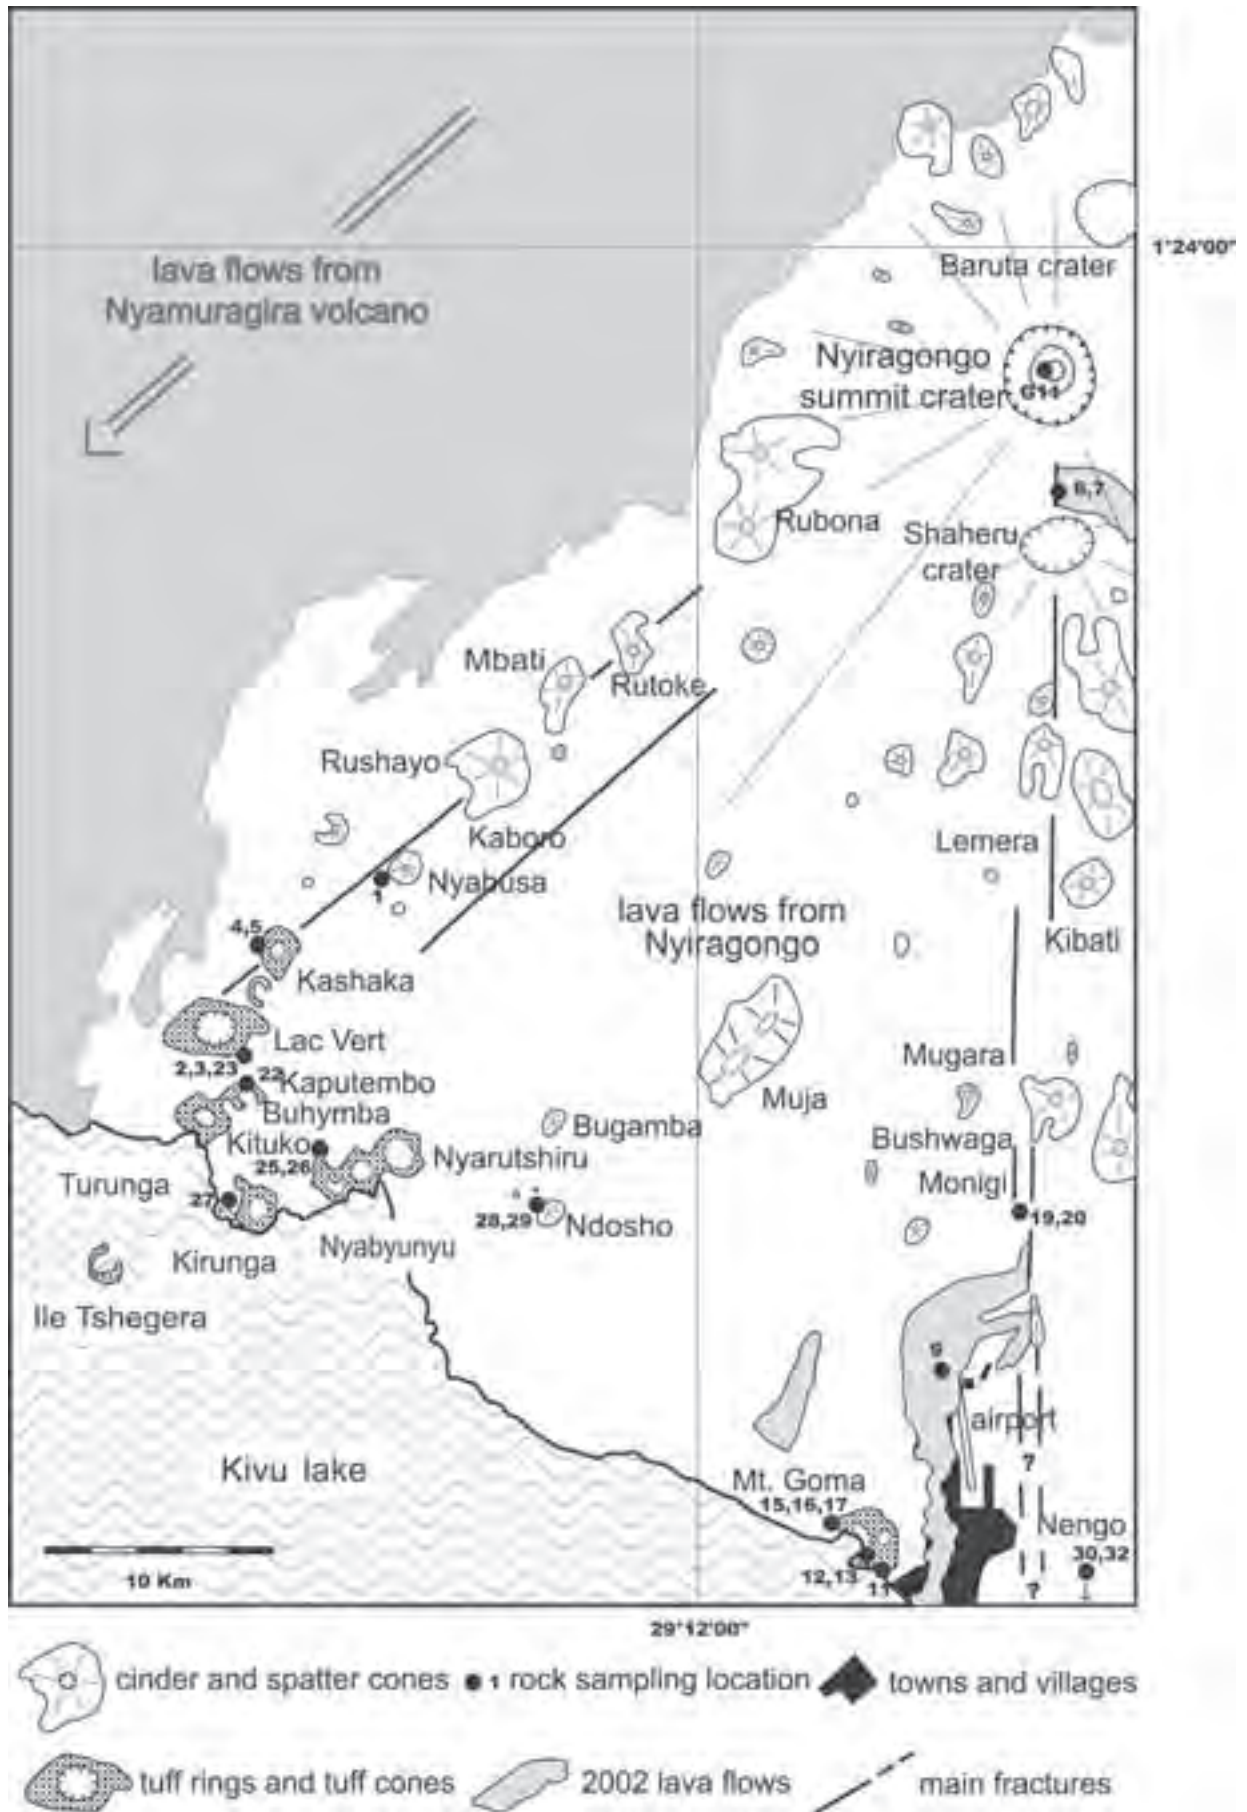 1°24'00"
lava flows from
Nyamuragira volcano
Baruta crater
Nyiragongo
summit crater
G11
6,7
Rubona
Shaheru
crater
Mbati
Rutoke
Rushayo
Kaboro
Lemera
Nyabusa
1
lava flows from
Nyiragongo
Kibati
4,5
Kashaka
Lac Vert
Mugara
2,3,23
22
Kaputembo
Muja
Buhymba
Bugamba
Bushwaga
Kituko
25,26
Nyarutshiru
Turunga
27
Monigi
19,20
28,29
Ndosho
Nyabyunyu
Kirunga
Ile Tshegera
9
airport
?
Kivu lake
Mt. Goma
15,16,17
Nengo
30,32
12,13
11
?
10 Km
29°12'00"
cinder and spatter cones
1 rock sampling location
towns and villages
tuff rings and tuff cones
2002 lava flows
main fractures